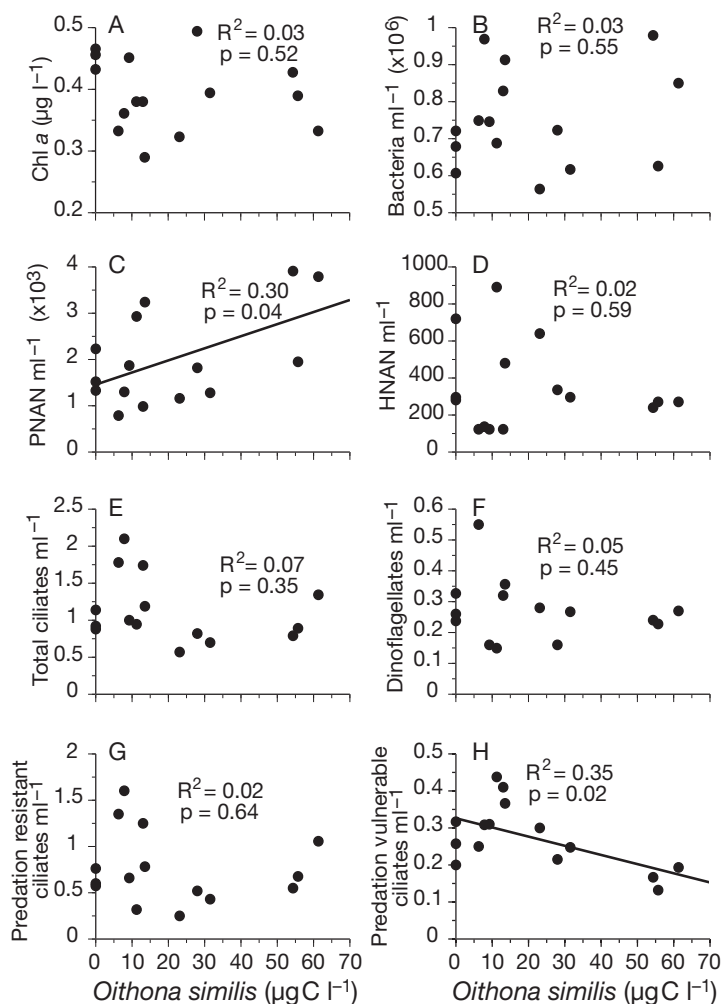 A
R² = 0.03
p = 0.52
0.5
0.4
0.3
0.2
Chl a (µg l⁻¹)
B
R² = 0.03
p = 0.55
1
0.9
0.8
0.7
0.6
0.5
Bacteria ml⁻¹ (x10⁶)
C
R² = 0.30
p = 0.04
4
3
2
1
0
PNAN ml⁻¹ (x10³)
D
R² = 0.02
p = 0.59
1000
800
600
400
200
0
HNAN ml⁻¹
E
R² = 0.07
p = 0.35
2.5
2
1.5
1
0.5
0
Total ciliates ml⁻¹
F
R² = 0.05
p = 0.45
0.6
0.5
0.4
0.3
0.2
0.1
0
Dinoflagellates ml⁻¹
G
R² = 0.02
p = 0.64
2
1.5
1
0.5
0
Predation resistant
ciliates ml⁻¹
0 10 20 30 40 50 60 70
Oithona similis (µg C l⁻¹)
H
R² = 0.35
p = 0.02
0.5
0.4
0.3
0.2
0.1
0
Predation vulnerable
ciliates ml⁻¹
0 10 20 30 40 50 60 70
Oithona similis (µg C l⁻¹)